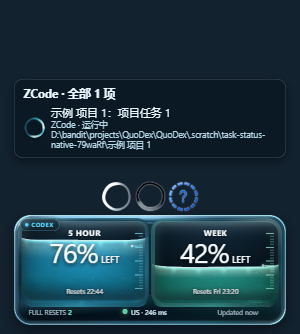 ZCode · 全部 1 项
示例 项目 1：项目任务 1
ZCode · 运行中
D:\bandit\projects\QuoDex\QuoDex\.scratch\task-status-
native-79waRf\示例 项目 1
?
CODEX
5 HOUR
76% LEFT
Resets 22:44
WEEK
42% LEFT
Resets Fri 23:20
FULL RESETS 2
US · 246 ms
Updated now